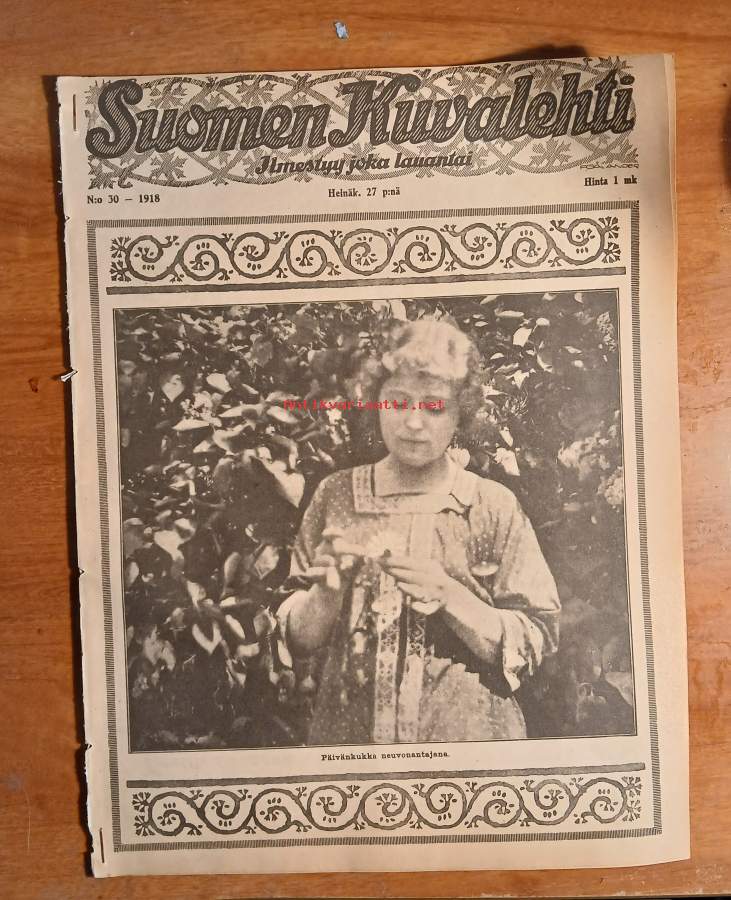 Suomen Kuvalehti
Ilmestyy joka lauantai
N:o 30 — 1918
Heinäk. 27 p:nä
Hinta 1 mk
Antikvariaatti.net
Päivänkukka neuvonantajana.